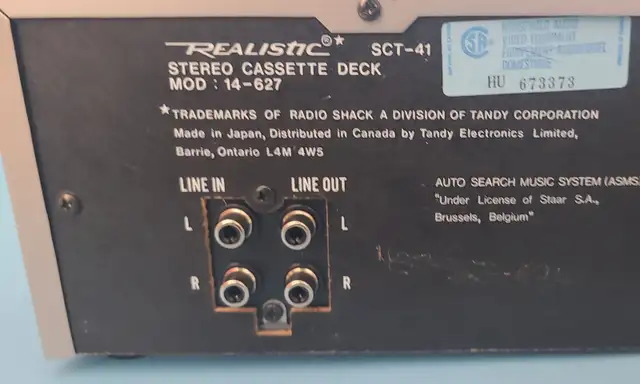 REALISTIC®★ SCT-41
STEREO CASSETTE DECK
MOD : 14-627
★TRADEMARKS OF RADIO SHACK A DIVISION OF TANDY CORPORATION
Made in Japan, Distributed in Canada by Tandy Electronics Limited,
Barrie, Ontario L4M 4W5
LINE IN LINE OUT
L L
R R
AUTO SEARCH MUSIC SYSTEM (ASMS
"Under License of Staar S.A.,
Brussels, Belgium"
HU 673373